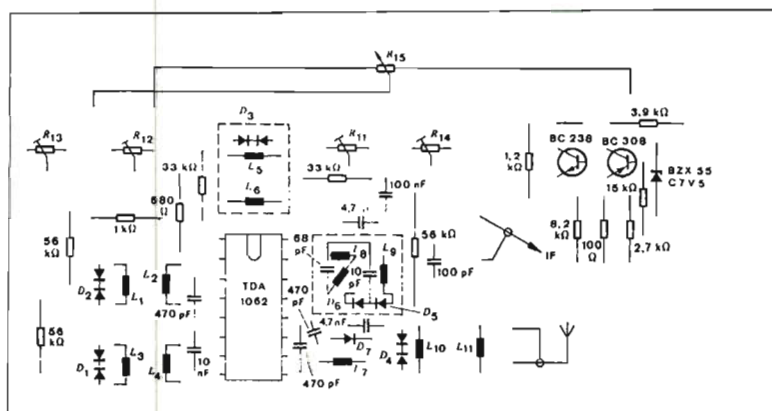 R15
D3
3,9 kΩ
R13
R12
R11
R14
BC 238
BC 308
33 kΩ
L5
33 kΩ
1,2
kΩ
BZX 55
C7V5
15 kΩ
L6
100 nF
680
Ω
4,7
1 kΩ
56
kΩ
68
pF
L8
L9
56 kΩ
8,2
kΩ
100
Ω
2,7 kΩ
IF
TDA
1062
10
pF
100 pF
D2
L1
L2
470 pF
470
pF
D6
D5
4,7 nF
56
kΩ
L3
L4
10
nF
D7
D4
L10
L11
D1
L7
470 pF